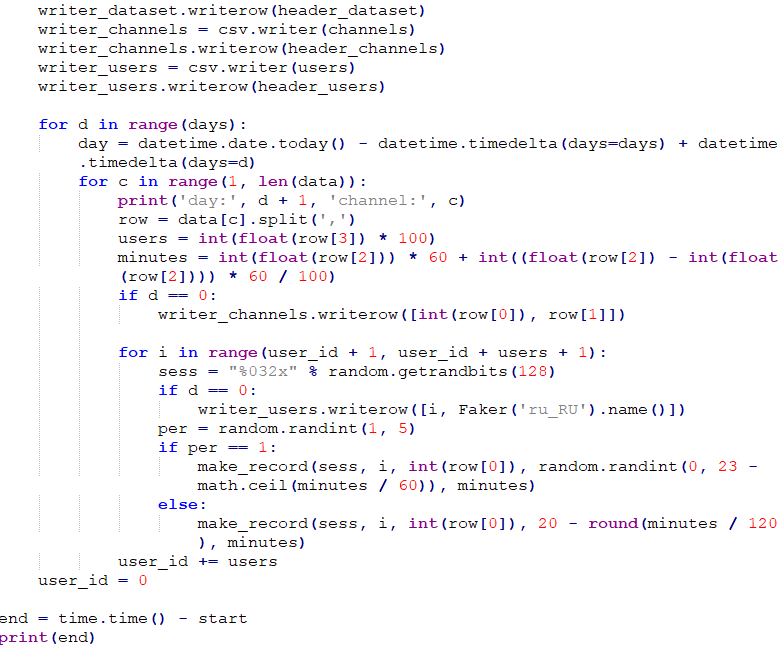 writer_dataset.writerow(header_dataset)
writer_channels = csv.writer(channels)
writer_channels.writerow(header_channels)
writer_users = csv.writer(users)
writer_users.writerow(header_users)
for d in range(days):
day = datetime.date.today() - datetime.timedelta(days=days) + datetime
.timedelta(days=d)
for c in range(1, len(data)):
print('day:', d + 1, 'channel:', c)
row = data[c].split(',')
users = int(float(row[3]) * 100)
minutes = int(float(row[2])) * 60 + int((float(row[2]) - int(float
(row[2]))) * 60 / 100)
if d == 0:
writer_channels.writerow([int(row[0]), row[1]])
for i in range(user_id + 1, user_id + users + 1):
sess = "%032x" % random.getrandbits(128)
if d == 0:
writer_users.writerow([i, Faker('ru_RU').name()])
per = random.randint(1, 5)
if per == 1:
make_record(sess, i, int(row[0]), random.randint(0, 23 -
math.ceil(minutes / 60)), minutes)
else:
make_record(sess, i, int(row[0]), 20 - round(minutes / 120
), minutes)
user_id += users
user_id = 0
end = time.time() - start
print(end)